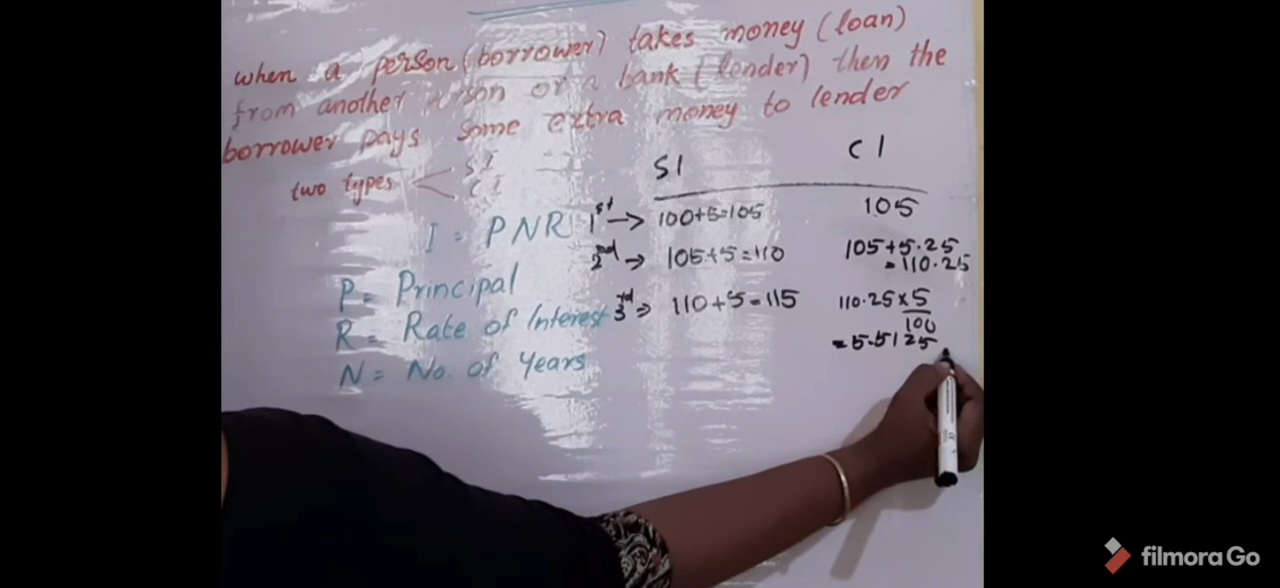 when a person (borrower) takes money (loan)
from another person or a bank (lender) then the
borrower pays some extra money to lender
two types < SI
CI
I = PNR
P = Principal
R = Rate of Interest
N = No. of Years
SI CI
1st → 100+5=105 105
2nd → 105+5=110 105+5.25
=110.25
3rd ⇒ 110+5=115 110.25×5
100
=5.5125
filmoraGo